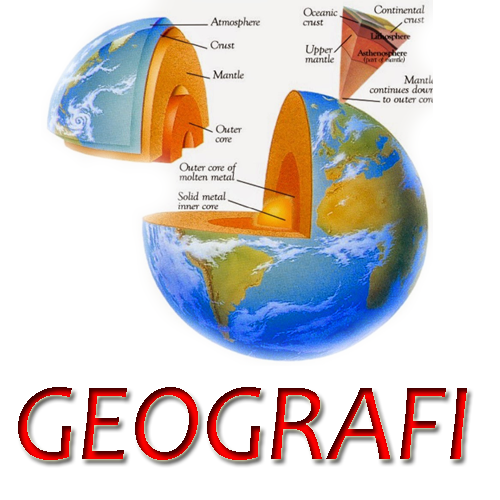 Atmosphere
Crust
Mantle
Outer
core
Oceanic
crust
Continental
crust
Lithosphere
Upper
mantle
Asthenosphere
(part of mantle)
Mantle
continues down
to outer core
Outer core of
molten metal
Solid metal
inner core
GEOGRAFI